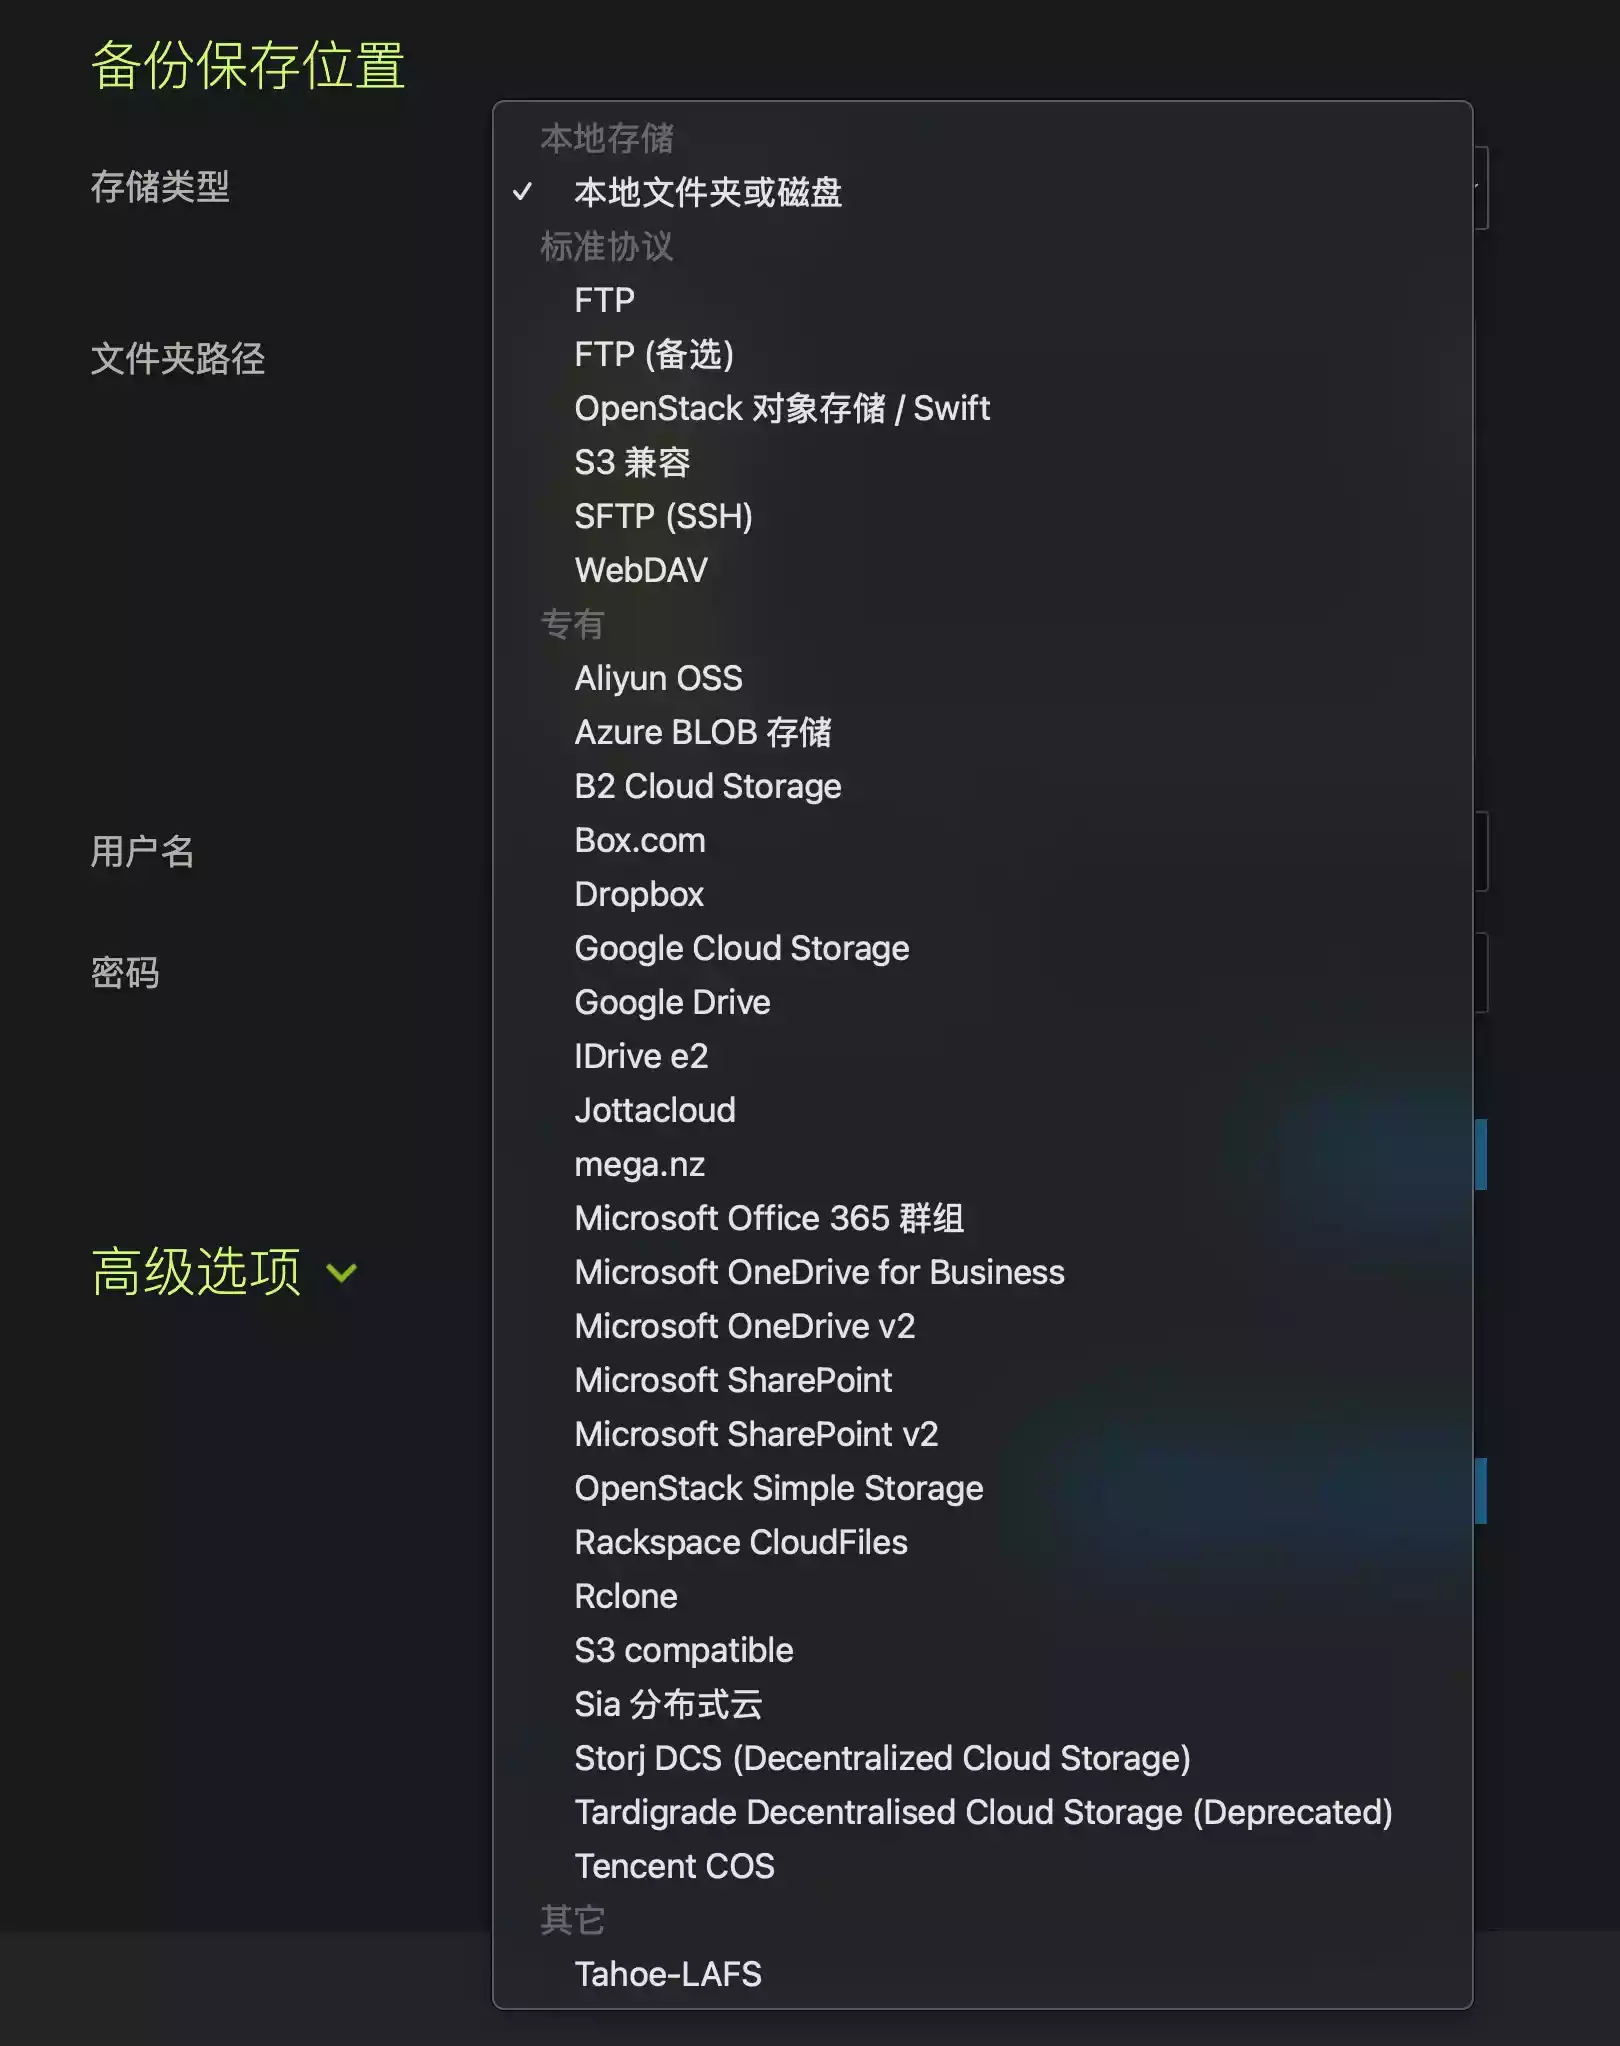 备份保存位置
存储类型
本地存储
本地文件夹或磁盘
标准协议
FTP
FTP (备选)
OpenStack 对象存储 / Swift
S3 兼容
SFTP (SSH)
WebDAV
专有
Aliyun OSS
Azure BLOB 存储
B2 Cloud Storage
Box.com
Dropbox
Google Cloud Storage
Google Drive
IDrive e2
Jottacloud
mega.nz
Microsoft Office 365 群组
Microsoft OneDrive for Business
Microsoft OneDrive v2
Microsoft SharePoint
Microsoft SharePoint v2
OpenStack Simple Storage
Rackspace CloudFiles
Rclone
S3 compatible
Sia 分布式云
Storj DCS (Decentralized Cloud Storage)
Tardigrade Decentralised Cloud Storage (Deprecated)
Tencent COS
其它
Tahoe-LAFS
文件夹路径
用户名
密码
高级选项